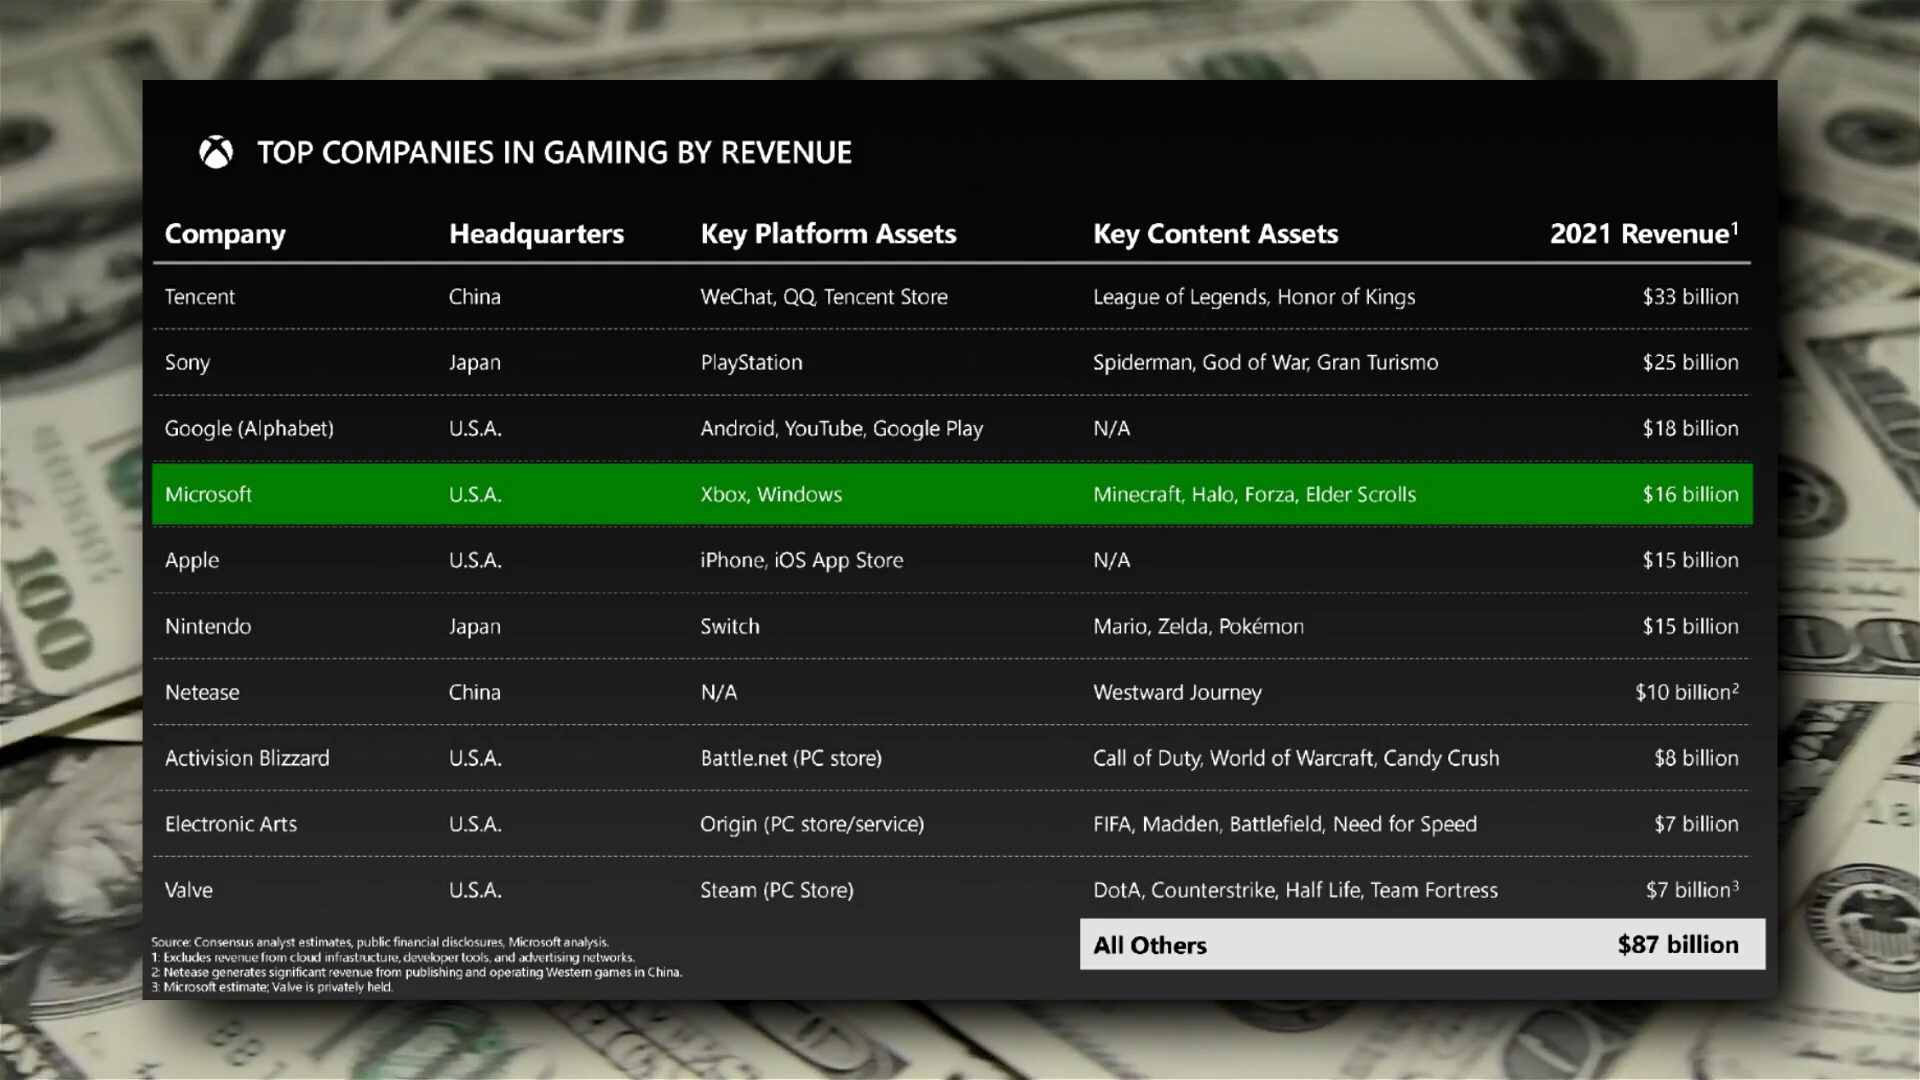 TOP COMPANIES IN GAMING BY REVENUE
Company Headquarters Key Platform Assets Key Content Assets 2021 Revenue¹
Tencent China WeChat, QQ, Tencent Store League of Legends, Honor of Kings $33 billion
Sony Japan PlayStation Spiderman, God of War, Gran Turismo $25 billion
Google (Alphabet) U.S.A. Android, YouTube, Google Play N/A $18 billion
Microsoft U.S.A. Xbox, Windows Minecraft, Halo, Forza, Elder Scrolls $16 billion
Apple U.S.A. iPhone, iOS App Store N/A $15 billion
Nintendo Japan Switch Mario, Zelda, Pokémon $15 billion
Netease China N/A Westward Journey $10 billion²
Activision Blizzard U.S.A. Battle.net (PC store) Call of Duty, World of Warcraft, Candy Crush $8 billion
Electronic Arts U.S.A. Origin (PC store/service) FIFA, Madden, Battlefield, Need for Speed $7 billion
Valve U.S.A. Steam (PC Store) DotA, Counterstrike, Half Life, Team Fortress $7 billion³
All Others $87 billion
Source: Consensus analyst estimates, public financial disclosures, Microsoft analysis.
1: Excludes revenue from cloud infrastructure, developer tools, and advertising networks.
2: Netease generates significant revenue from publishing and operating Western games in China.
3: Microsoft estimate; Valve is privately held.
100